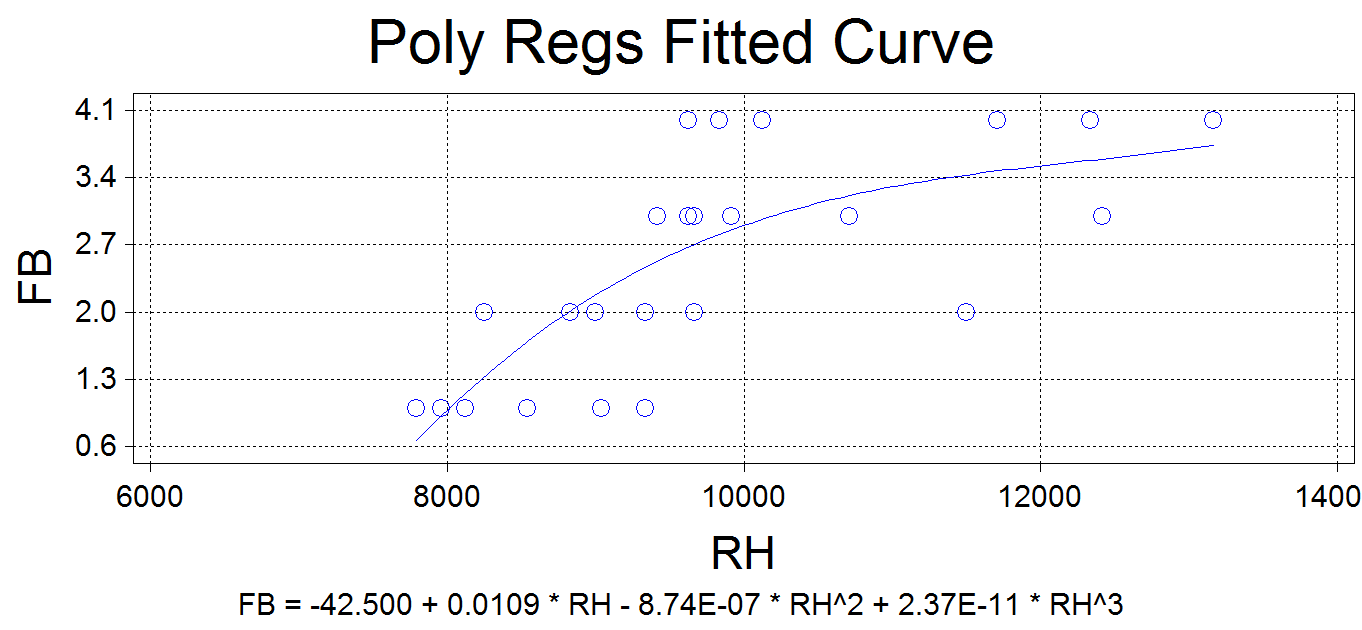 Poly Regs Fitted Curve
4.1
3.4
2.7
2.0
1.3
0.6
FB
6000 8000 10000 12000 1400
RH
FB = -42.500 + 0.0109 * RH - 8.74E-07 * RH^2 + 2.37E-11 * RH^3